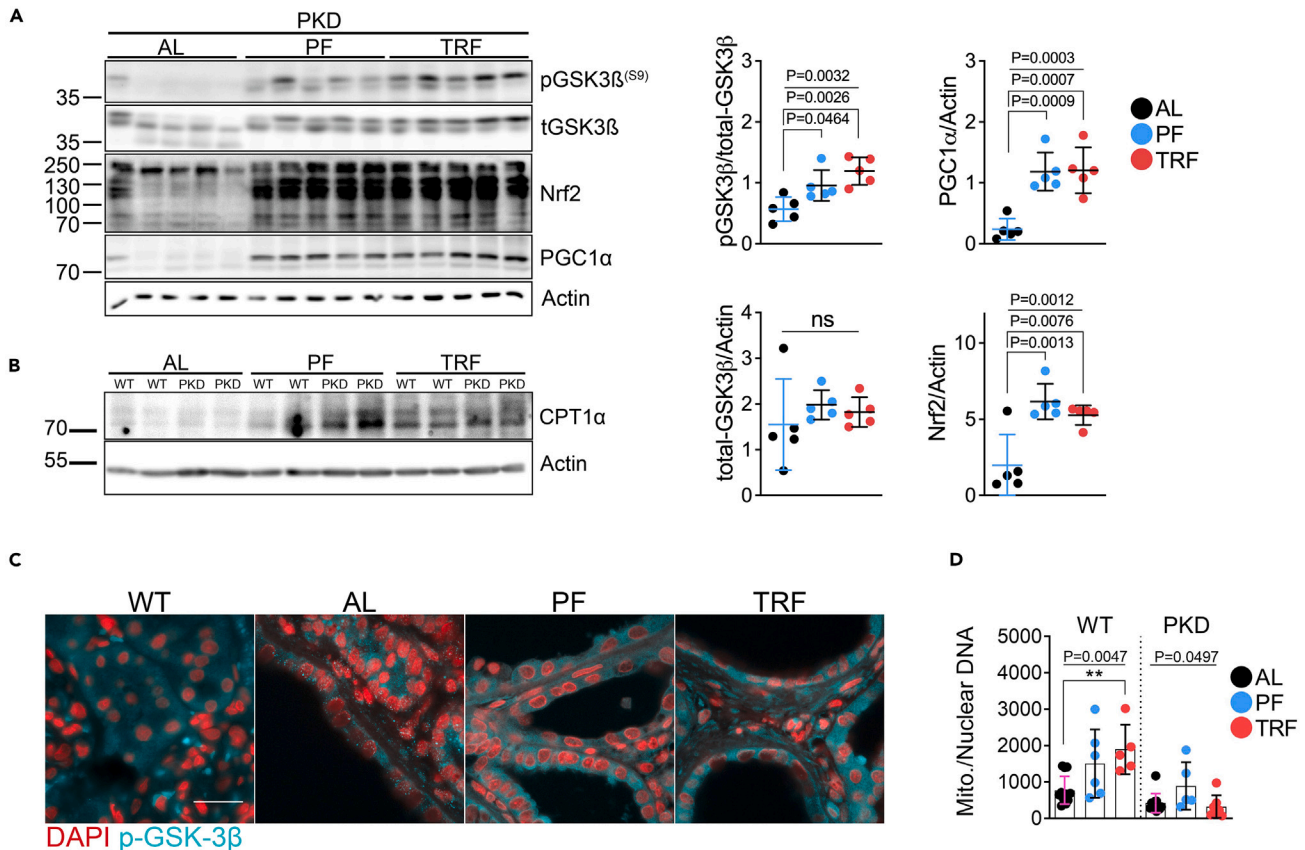 A
PKD
AL PF TRF
35
pGSK3ß(S9)
35
tGSK3ß
250
130
100
70
Nrf2
70
PGC1α
Actin
pGSK3β/total-GSK3β
3
2
1
0
P=0.0032
P=0.0026
P=0.0464
PGC1α/Actin
3
2
1
0
P=0.0003
P=0.0007
P=0.0009
AL
PF
TRF
total-GSK3β/Actin
4
3
2
1
0
ns
Nrf2/Actin
10
5
0
P=0.0012
P=0.0076
P=0.0013
B
AL PF TRF
WT WT PKD PKD WT WT PKD PKD WT WT PKD PKD
70
CPT1α
55
Actin
C
WT AL PF TRF
DAPI p-GSK-3β
D
WT PKD
Mito./Nuclear DNA
5000
4000
3000
2000
1000
0
P=0.0047
**
P=0.0497
AL
PF
TRF